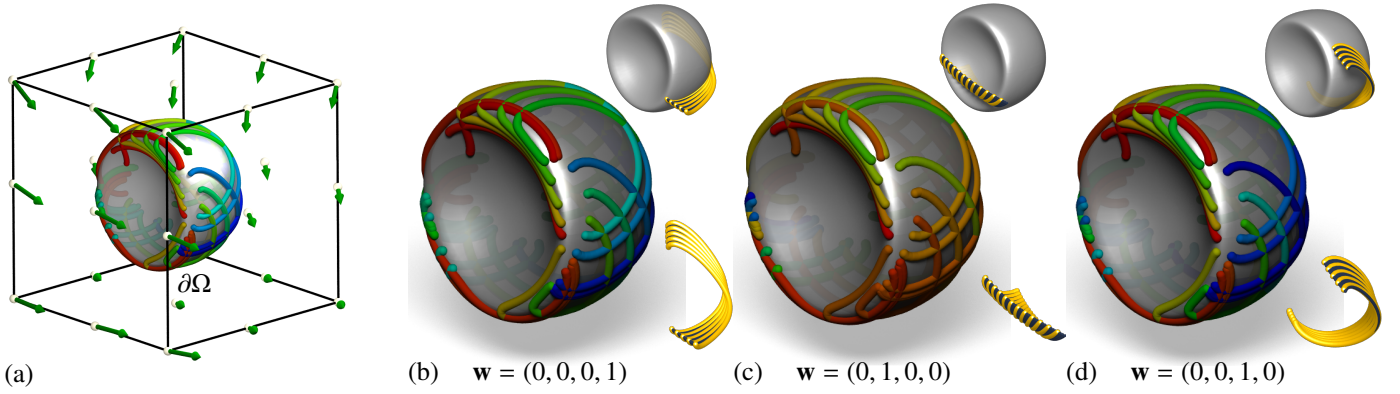 ∂Ω
(a)
(b) w = (0, 0, 0, 1)
(c) w = (0, 1, 0, 0)
(d) w = (0, 0, 1, 0)